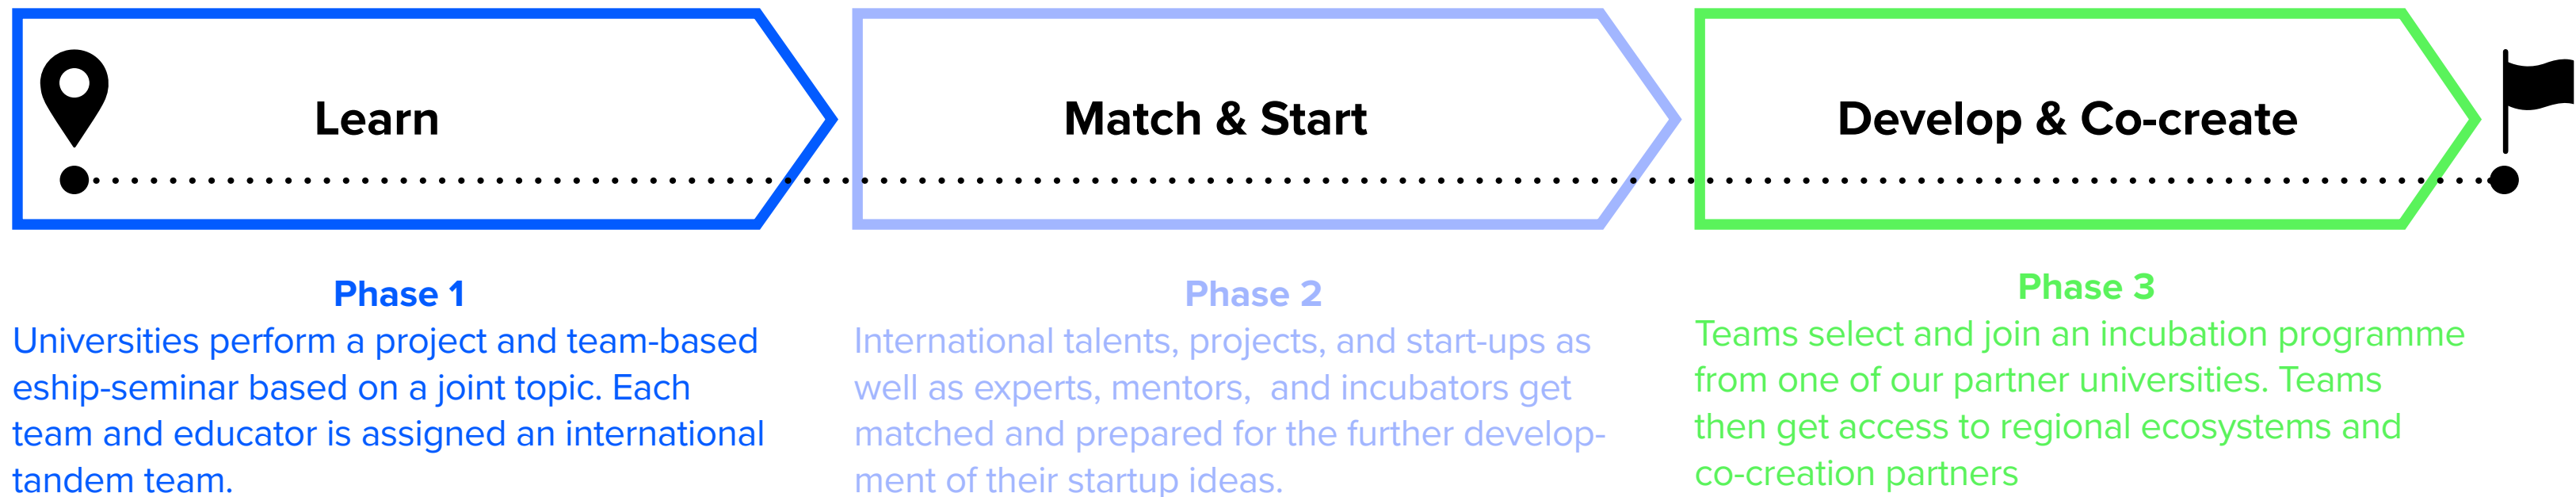 Learn
Match & Start
Develop & Co-create
Phase 1
Universities perform a project and team-based
eship-seminar based on a joint topic. Each
team and educator is assigned an international
tandem team.
Phase 2
International talents, projects, and start-ups as
well as experts, mentors,  and incubators get
matched and prepared for the further develop-
ment of their startup ideas.
Phase 3
Teams select and join an incubation programme
from one of our partner universities. Teams
then get access to regional ecosystems and
co-creation partners